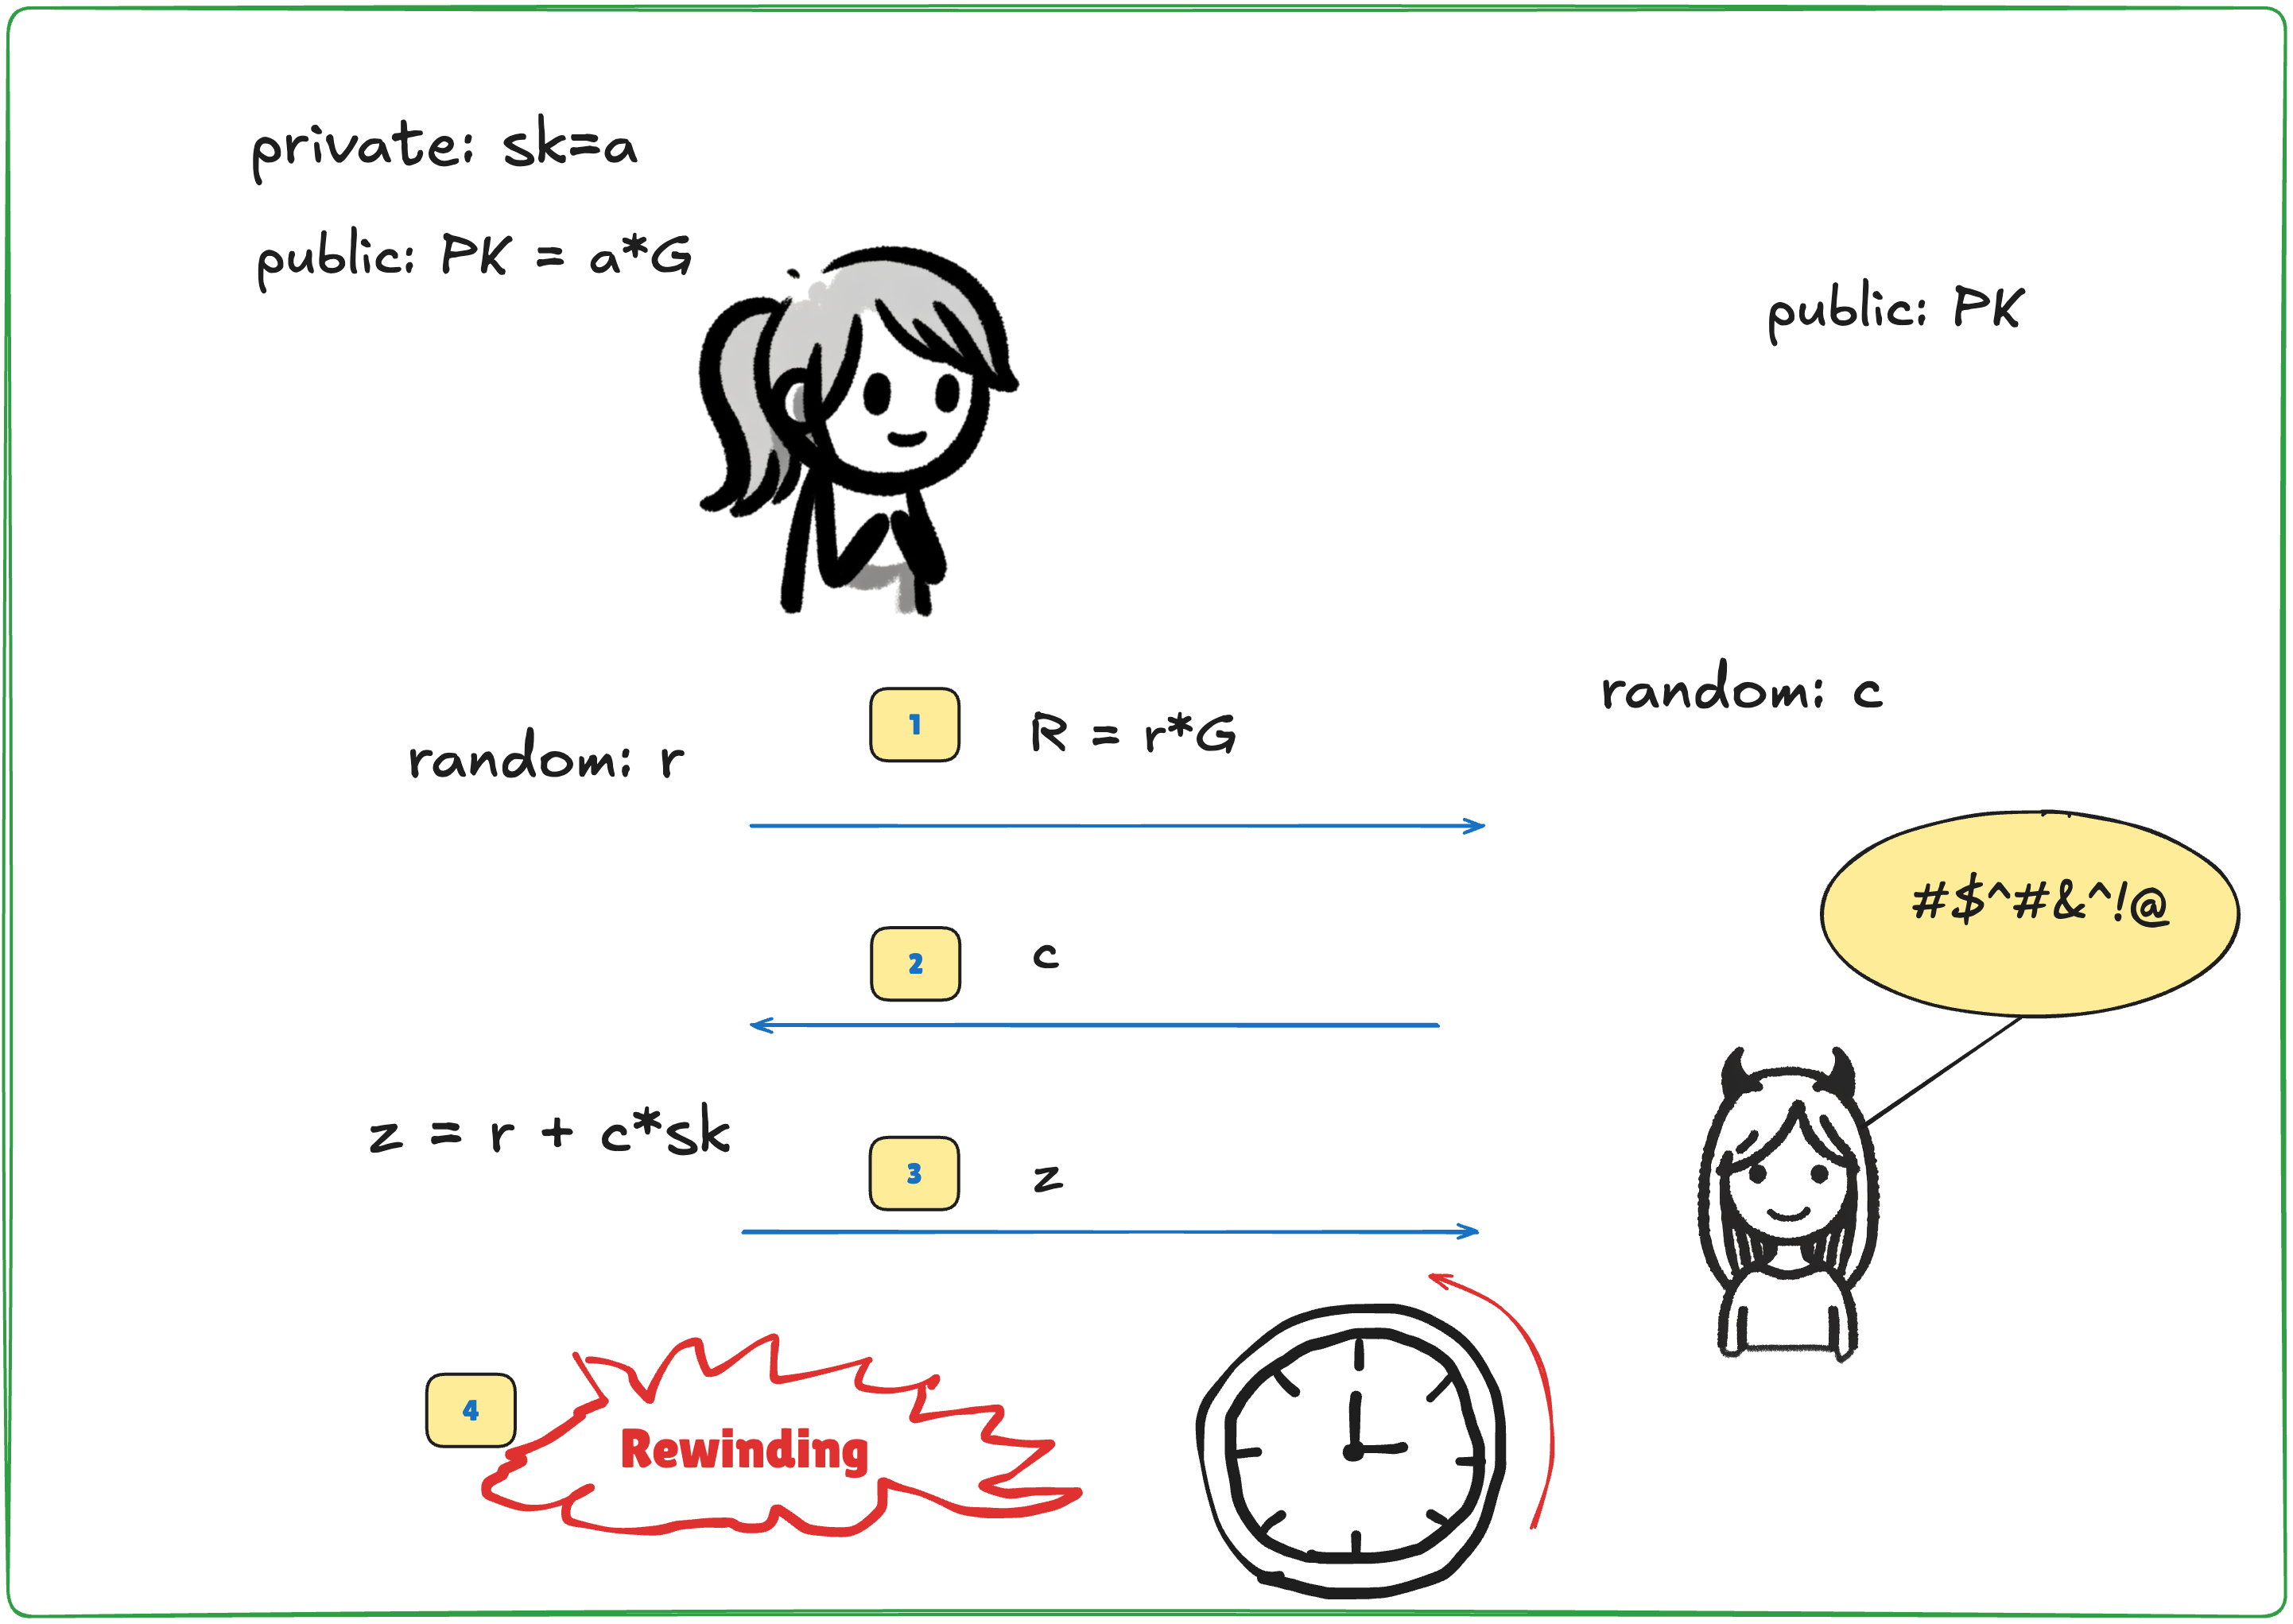 private: sk=a
public: PK = a*G
public: PK
random: c
1
R = r*G
random: r
#$^#&^!@
2
c
z = r + c*sk
3
z
4
Rewinding